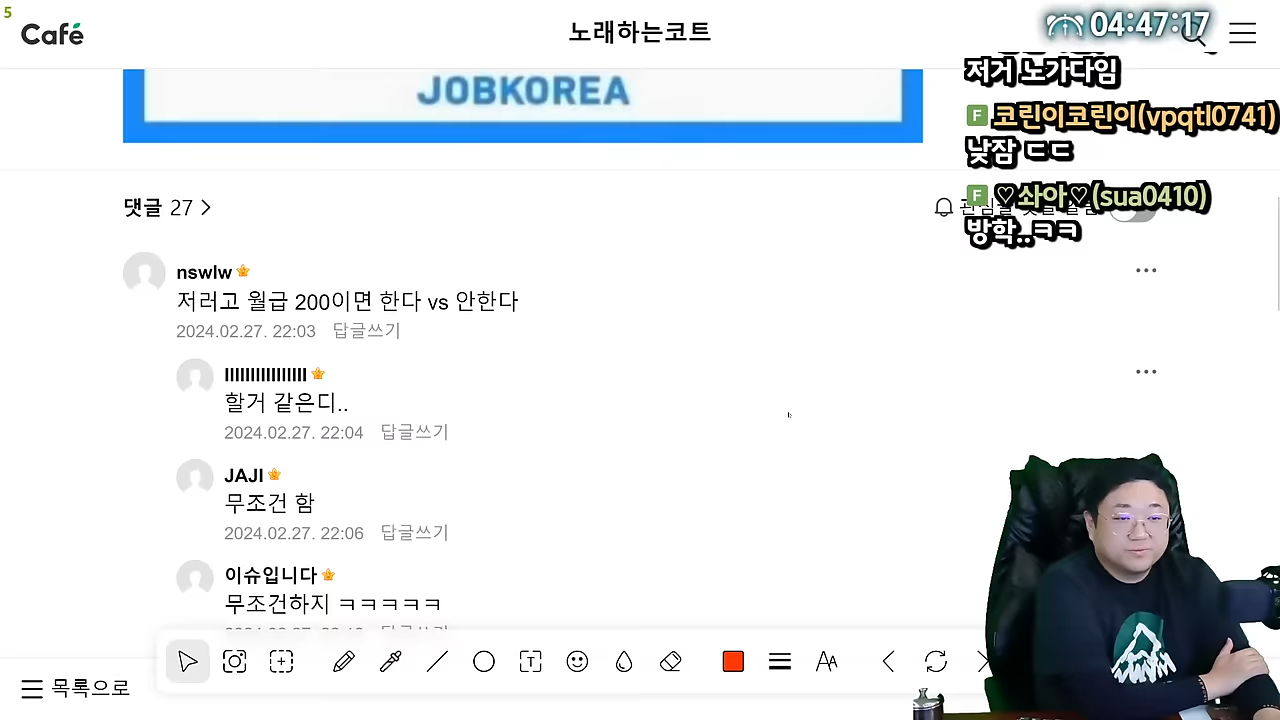 5
Café
노래하는코트
04:47:17
저거 노가다임
F 코린이코린이(vpqtl0741)
낮잠 ㄷㄷ
F ♡솨아♡(sua0410)
방학..ㅋㅋ
JOBKOREA
댓글 27
nswlw
저러고 월급 200이면 한다 vs 안한다
2024.02.27. 22:03 답글쓰기
IIIIIIIIIIIIIIII
할거 같은디..
2024.02.27. 22:04 답글쓰기
JAJI
무조건 함
2024.02.27. 22:06 답글쓰기
이슈입니다
무조건하지 ㅋㅋㅋㅋㅋ
목록으로